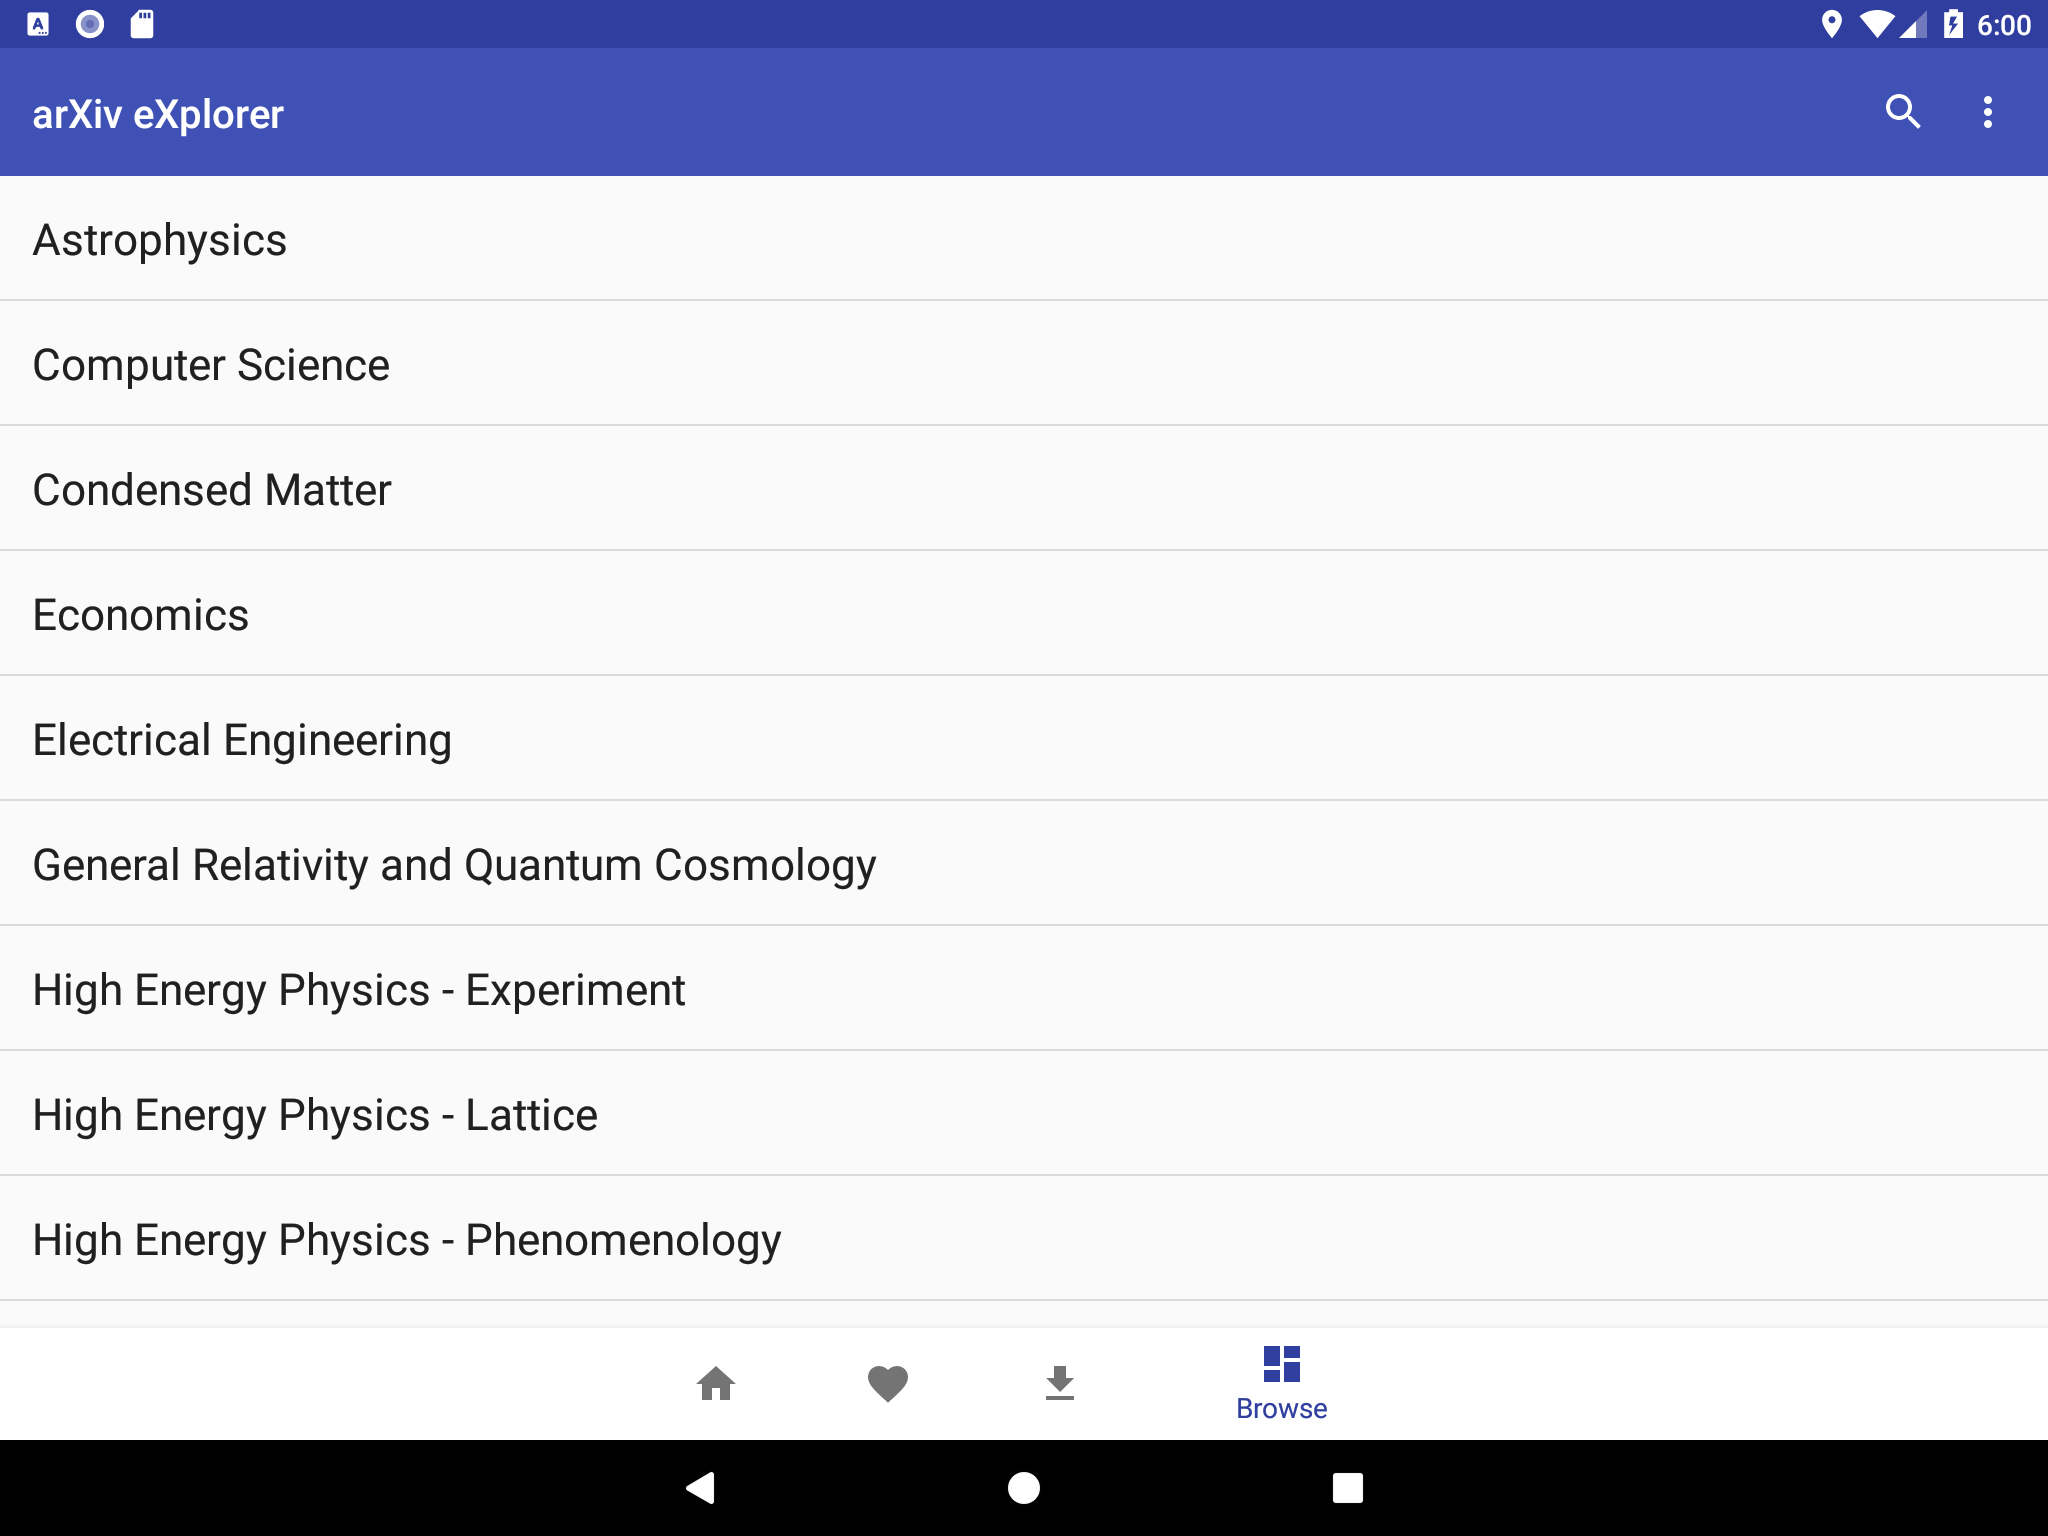 6:00
arXiv eXplorer
Astrophysics
Computer Science
Condensed Matter
Economics
Electrical Engineering
General Relativity and Quantum Cosmology
High Energy Physics - Experiment
High Energy Physics - Lattice
High Energy Physics - Phenomenology
Browse